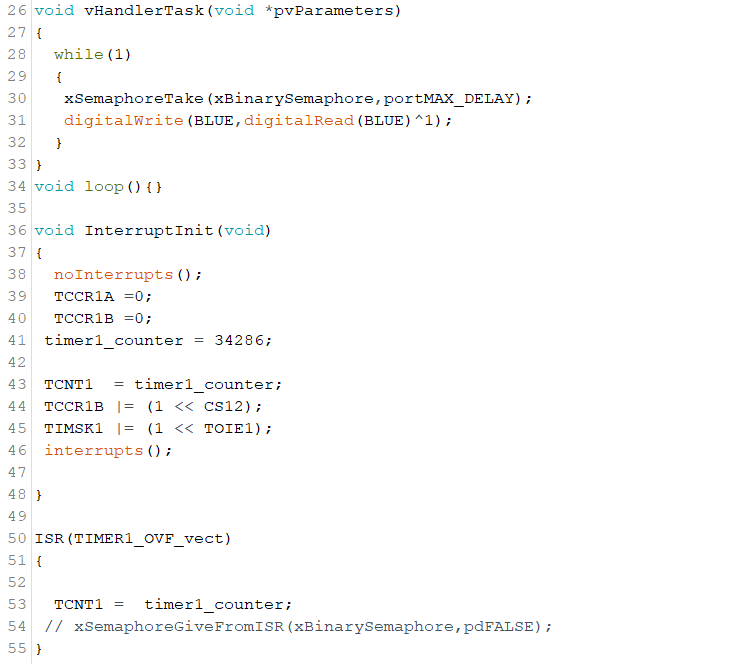 26 void vHandlerTask(void *pvParameters)
27 {
28   while(1)
29   {
30    xSemaphoreTake(xBinarySemaphore,portMAX_DELAY);
31    digitalWrite(BLUE,digitalRead(BLUE)^1);
32   }
33 }
34 void loop(){}
35
36 void InterruptInit(void)
37 {
38   noInterrupts();
39   TCCR1A =0;
40   TCCR1B =0;
41  timer1_counter = 34286;
42
43  TCNT1  = timer1_counter;
44  TCCR1B |= (1 << CS12);
45  TIMSK1 |= (1 << TOIE1);
46  interrupts();
47
48 }
49
50 ISR(TIMER1_OVF_vect)
51 {
52
53   TCNT1 =  timer1_counter;
54  // xSemaphoreGiveFromISR(xBinarySemaphore,pdFALSE);
55 }